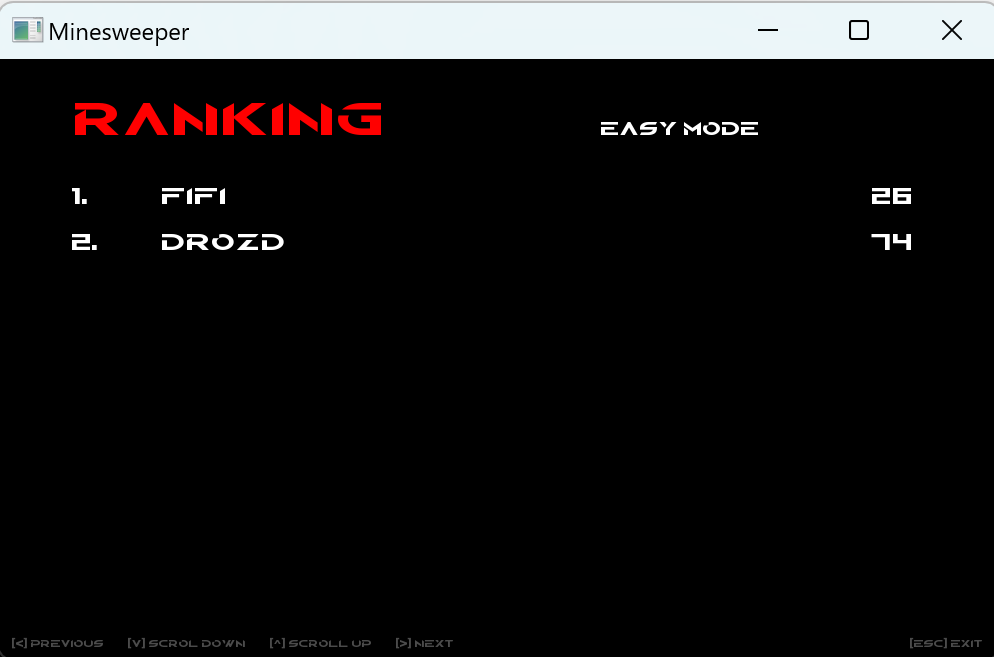 Minesweeper
RANKING
EASY MODE
1. FIFI 26
2. DROZD 74
[<] PREVIOUS [V] SCROL DOWN [^] SCROLL UP [>] NEXT [ESC] EXIT